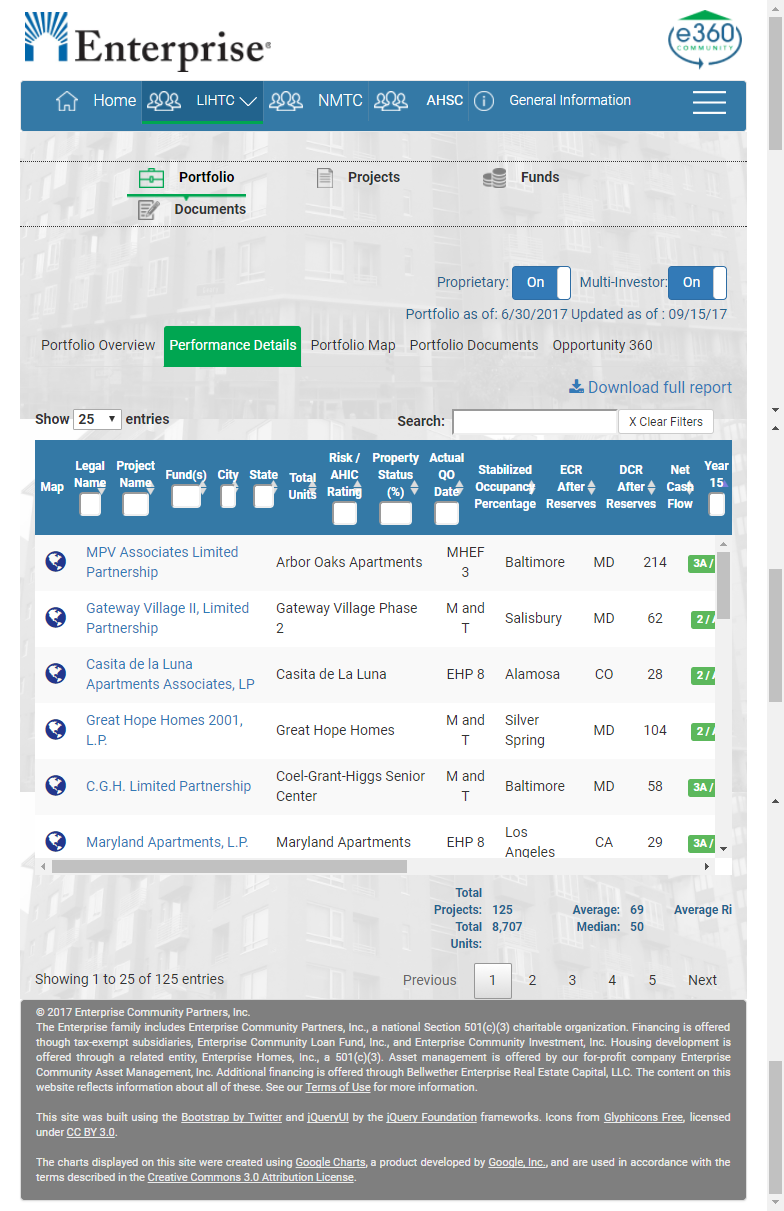 Enterprise®
e360
COMMUNITY
Home LIHTC NMTC AHSC General Information
Portfolio Projects Funds
Documents
Proprietary: On Multi-Investor: On
Portfolio as of: 6/30/2017 Updated as of : 09/15/17
Portfolio Overview Performance Details Portfolio Map Portfolio Documents Opportunity 360
Download full report
Show 25 entries Search: X Clear Filters
Map
Legal
Name
Project
Name
Fund(s)
City
State
Total
Units
Risk /
AHIC
Rating
Property
Status
(%)
Actual
QO
Date
Stabilized
Occupancy
Percentage
ECR
After
Reserves
DCR
After
Reserves
Net
Cash
Flow
Year
15
MPV Associates Limited
Partnership
Arbor Oaks Apartments
MHEF
3
Baltimore MD 214 3A /
Gateway Village II, Limited
Partnership
Gateway Village Phase
2
M and
T
Salisbury MD 62 2 /
Casita de la Luna
Apartments Associates, LP
Casita de La Luna EHP 8 Alamosa CO 28 2 /
Great Hope Homes 2001,
L.P.
Great Hope Homes
M and
T
Silver
Spring
MD 104 2 /
C.G.H. Limited Partnership
Coel-Grant-Higgs Senior
Center
M and
T
Baltimore MD 58 3A /
Maryland Apartments, L.P. Maryland Apartments EHP 8
Los
Angeles
CA 29 3A /
Total
Projects: 125 Average: 69 Average Ri
Total 8,707 Median: 50
Units:
Showing 1 to 25 of 125 entries Previous 1 2 3 4 5 Next
© 2017 Enterprise Community Partners, Inc.
The Enterprise family includes Enterprise Community Partners, Inc., a national Section 501(c)(3) charitable organization. Financing is offered
though tax-exempt subsidiaries, Enterprise Community Loan Fund, Inc., and Enterprise Community Investment, Inc. Housing development is
offered through a related entity, Enterprise Homes, Inc., a 501(c)(3). Asset management is offered by our for-profit company Enterprise
Community Asset Management, Inc. Additional financing is offered through Bellwether Enterprise Real Estate Capital, LLC. The content on this
website reflects information about all of these. See our Terms of Use for more information.
This site was built using the Bootstrap by Twitter and jQueryUI by the jQuery Foundation frameworks. Icons from Glyphicons Free, licensed
under CC BY 3.0.
The charts displayed on this site were created using Google Charts, a product developed by Google, Inc., and are used in accordance with the
terms described in the Creative Commons 3.0 Attribution License.